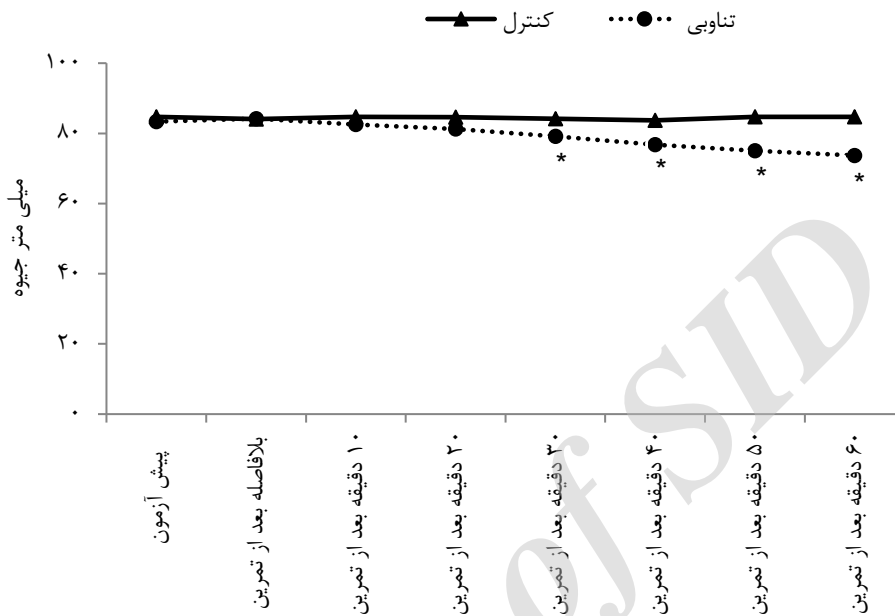 کنترل
تناوبی
میلی متر جیوه
۱۰۰
۸۰
۶۰
۴۰
۲۰
۰
*
*
*
*
پیش آزمون
بلافاصله بعد از تمرین
۱۰ دقیقه بعد از تمرین
۲۰ دقیقه بعد از تمرین
۳۰ دقیقه بعد از تمرین
۴۰ دقیقه بعد از تمرین
۵۰ دقیقه بعد از تمرین
۶۰ دقیقه بعد از تمرین
of SID